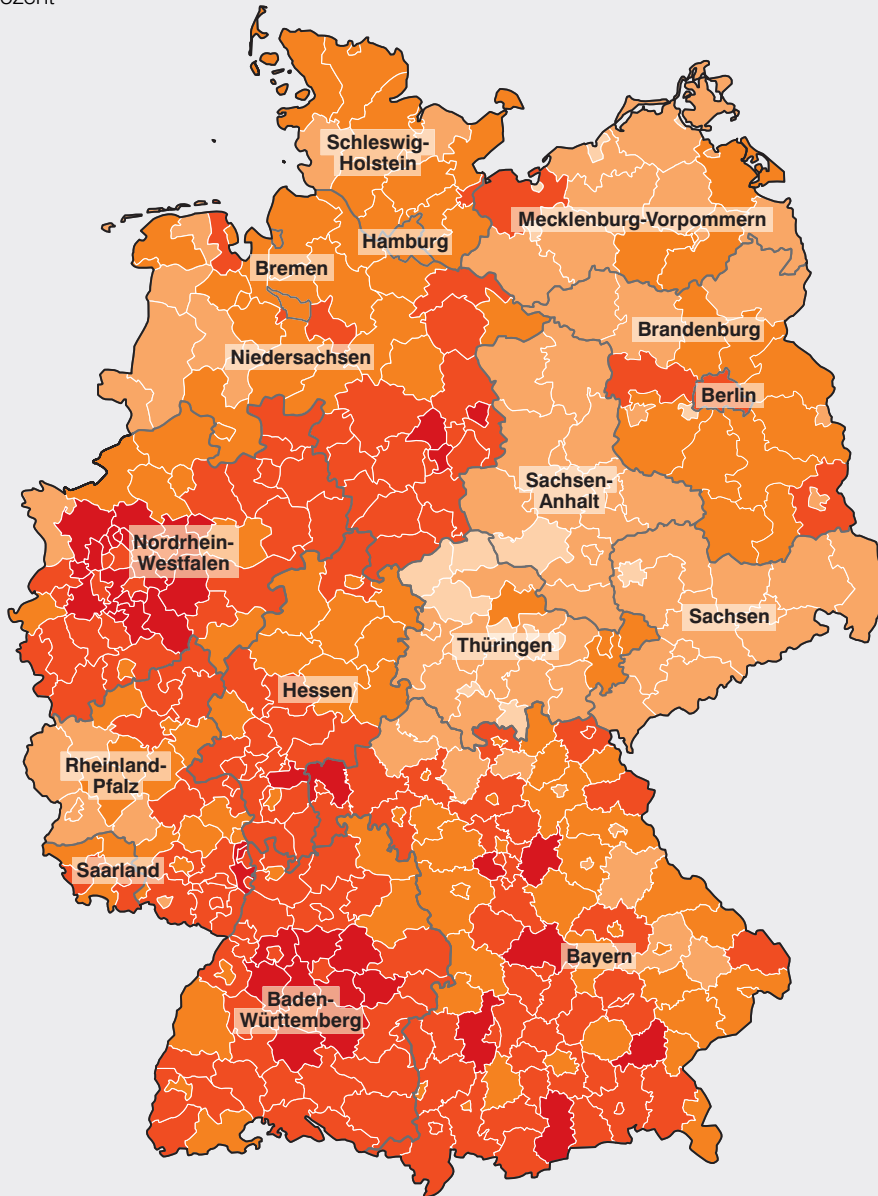 Schleswig-
Holstein
Mecklenburg-Vorpommern
Hamburg
Bremen
Brandenburg
Niedersachsen
Berlin
Sachsen-
Anhalt
Nordrhein-
Westfalen
Sachsen
Thüringen
Hessen
Rheinland-
Pfalz
Saarland
Bayern
Baden-
Württemberg